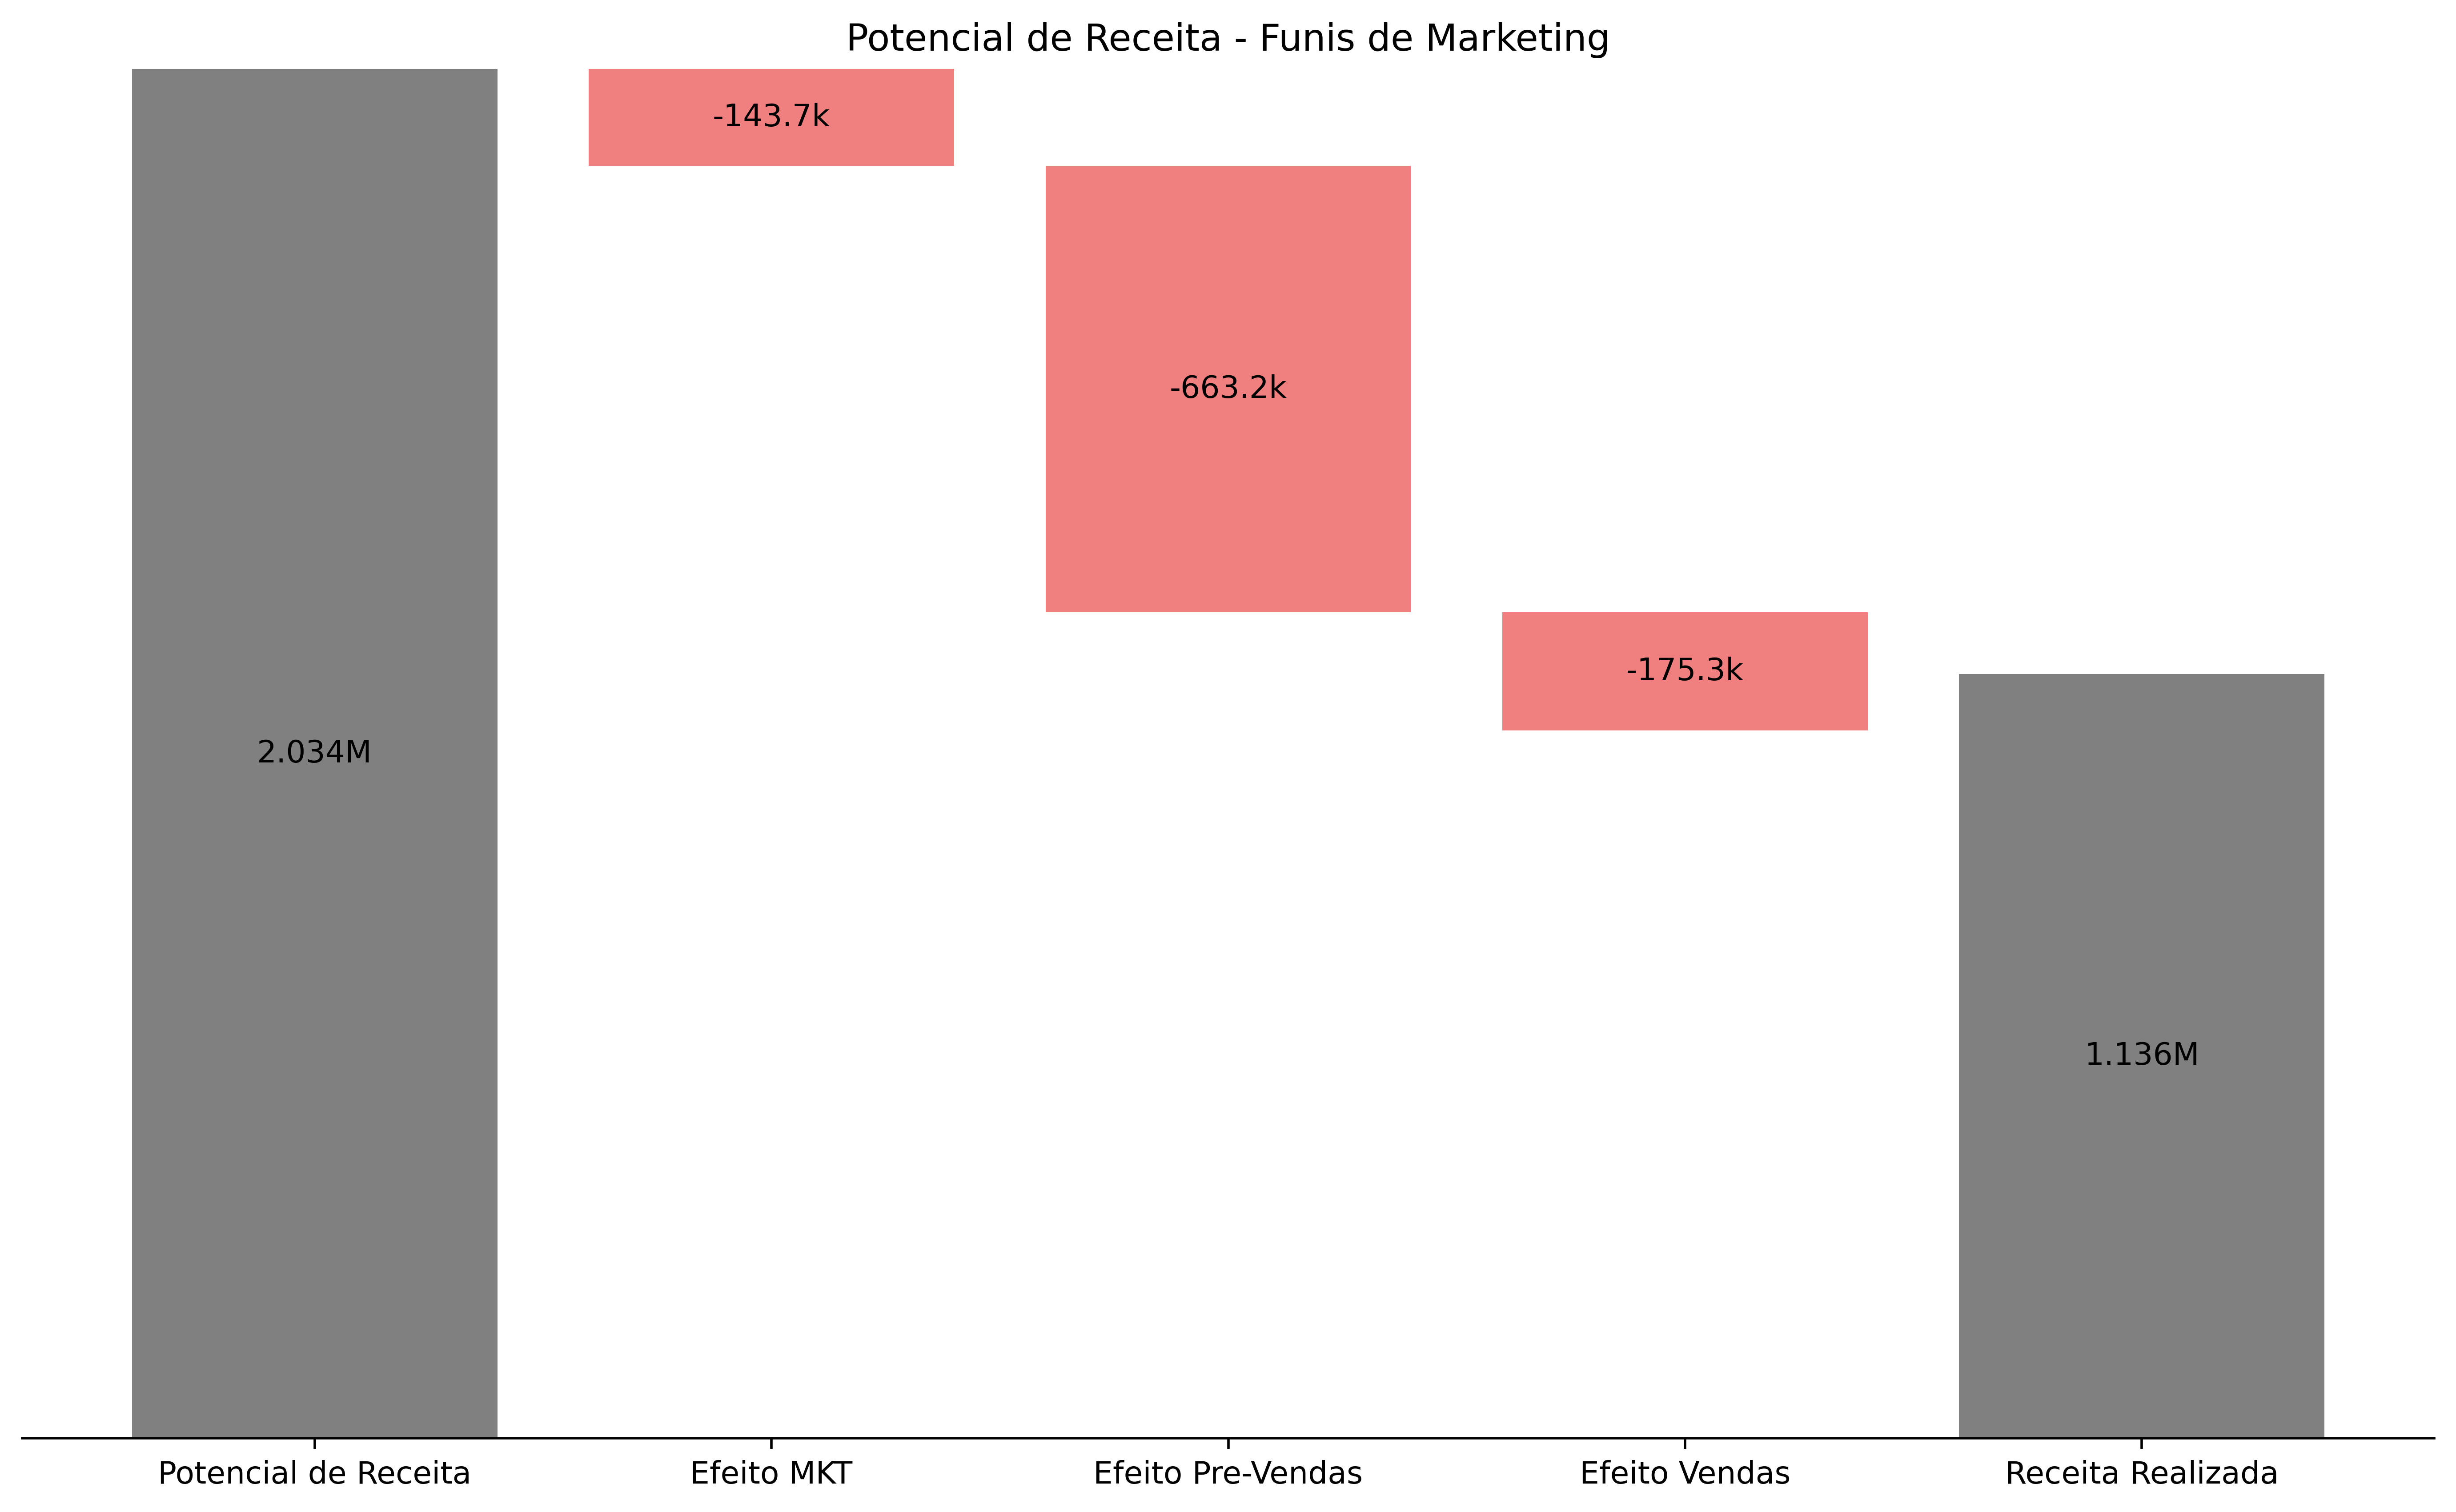 Potencial de Receita - Funis de Marketing
-143.7k
-663.2k
-175.3k
2.034M
1.136M
Potencial de Receita
Efeito MKT
Efeito Pre-Vendas
Efeito Vendas
Receita Realizada